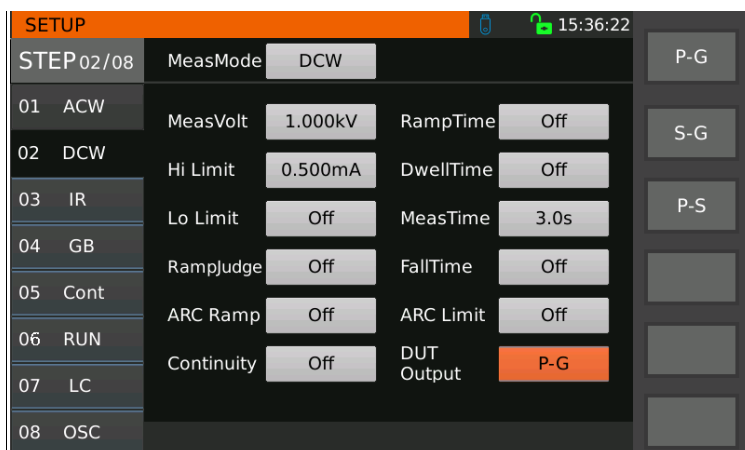 SETUP
15:36:22
STEP 02/08
MeasMode DCW
P-G
01 ACW
MeasVolt 1.000kV RampTime Off
S-G
02 DCW
Hi Limit 0.500mA DwellTime Off
03 IR
Lo Limit Off MeasTime 3.0s
P-S
04 GB
RampJudge Off FallTime Off
05 Cont
ARC Ramp Off ARC Limit Off
06 RUN
Continuity Off DUT Output P-G
07 LC
08 OSC